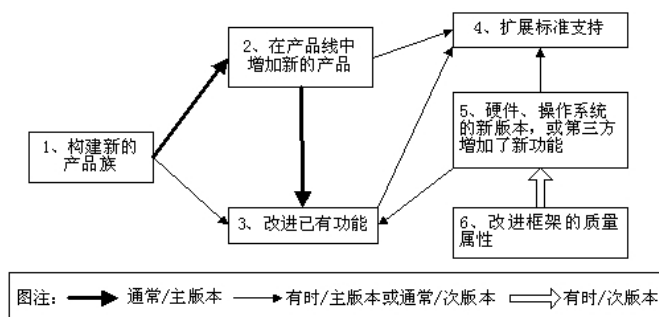 2、在产品线中
增加新的产品
4、扩展标准支持
1、构建新的
产品族
5、硬件、操作系统
的新版本，或第三方
增加了新功能
3、改进已有功能
6、改进框架的质量
属性
图注： 通常/主版本 有时/主版本或通常/次版本 有时/次版本